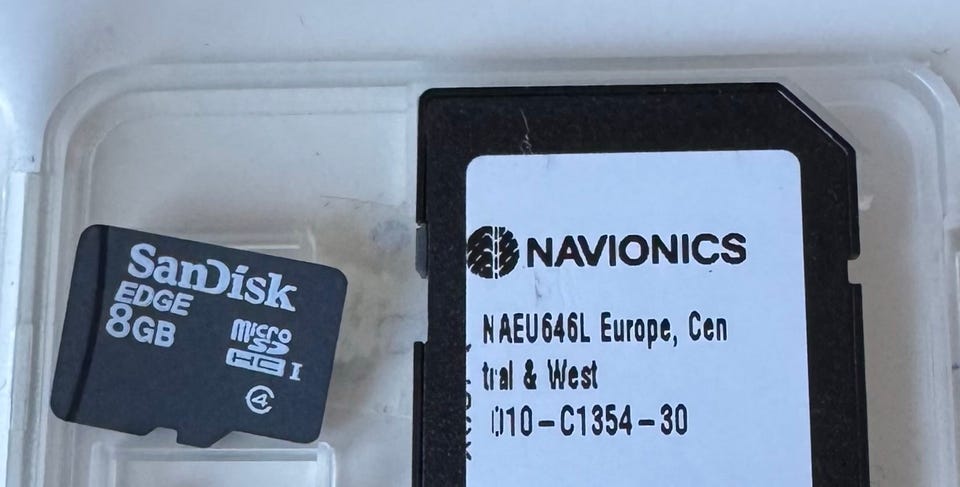 SanDisk
EDGE
8GB
micro
SD
HC I
4
NAVIONICS
NAEU646L Europe, Cen
tral & West
010-C1354-30